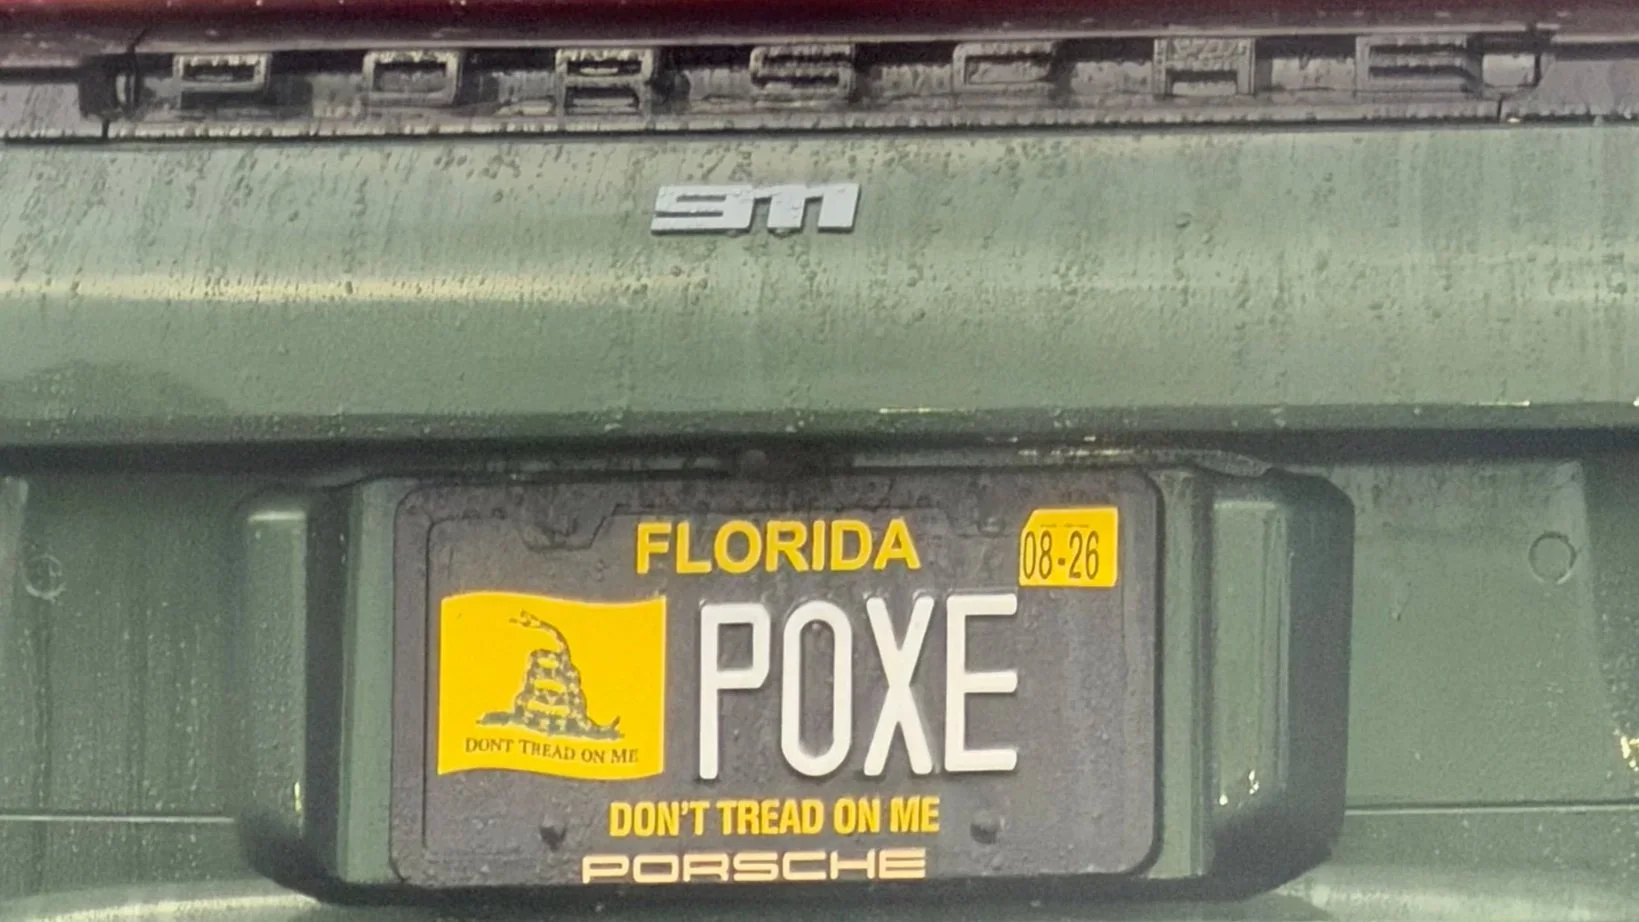 PORSCHE
911
FLORIDA
08-26
POXE
DONT TREAD ON ME
DON'T TREAD ON ME
PORSCHE